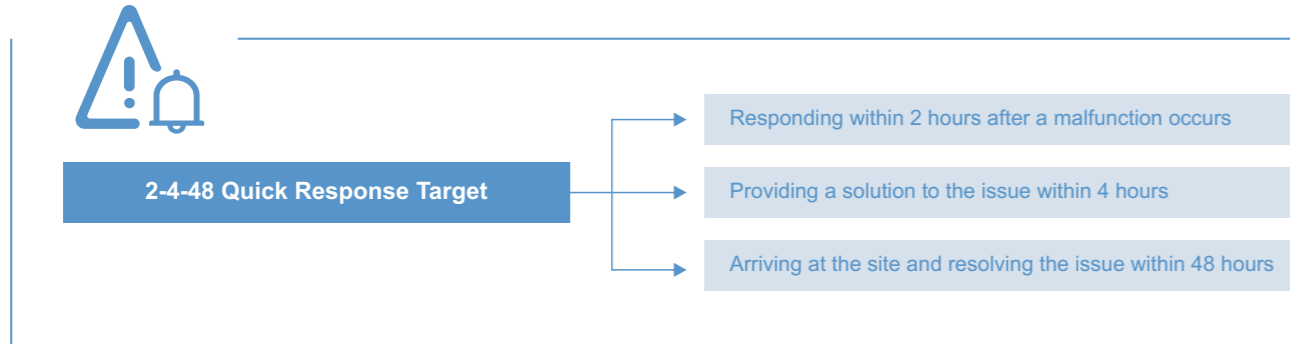 2-4-48 Quick Response Target
Responding within 2 hours after a malfunction occurs
Providing a solution to the issue within 4 hours
Arriving at the site and resolving the issue within 48 hours